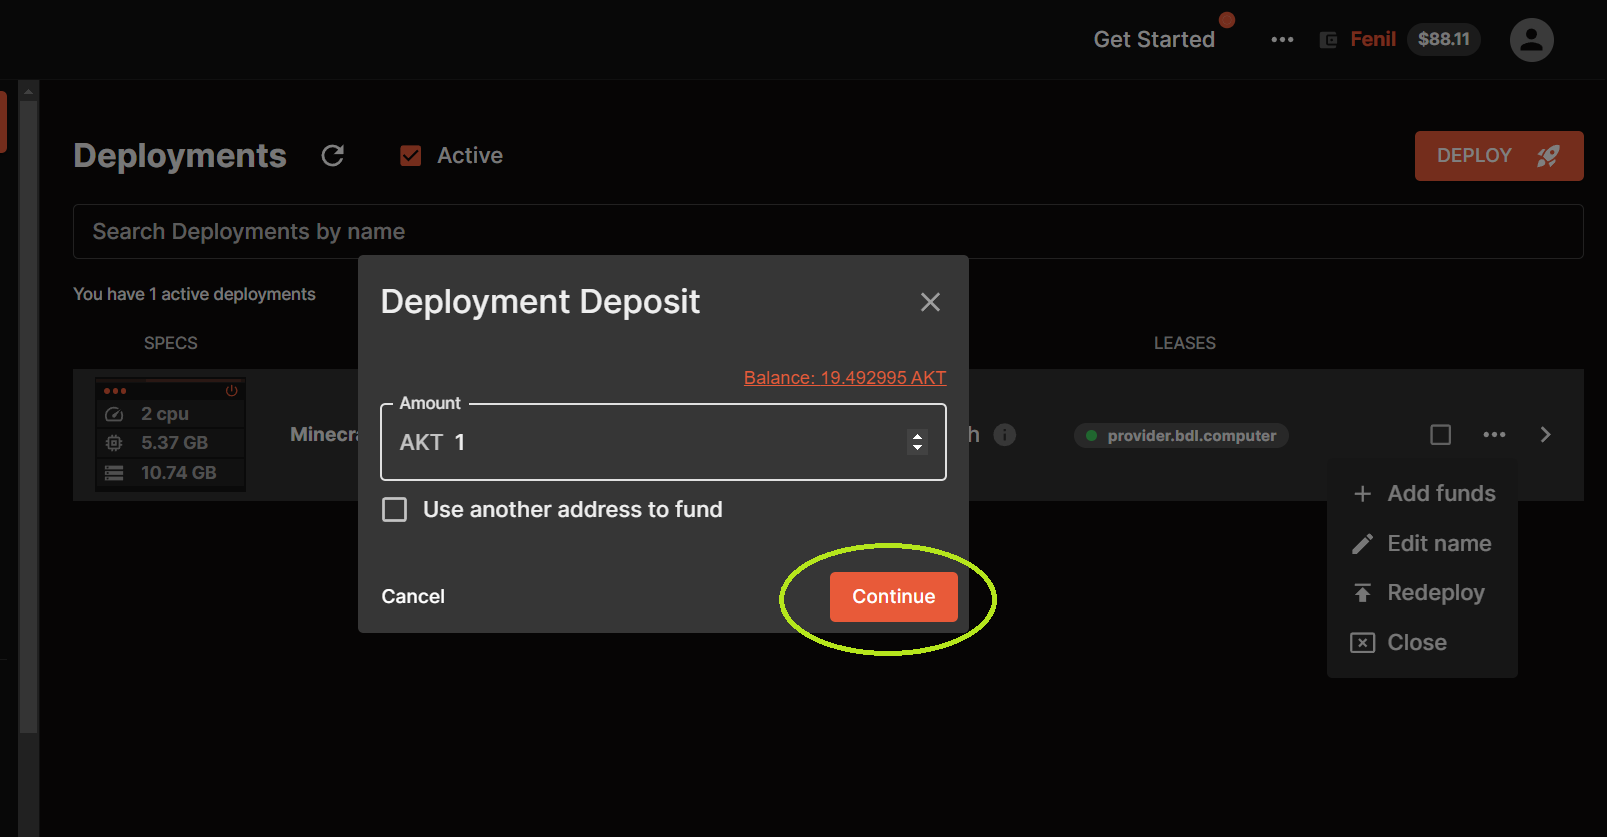 Get Started
Fenil $88.11
Deployments
Active
DEPLOY
Search Deployments by name
You have 1 active deployments
SPECS
LEASES
2 cpu
5.37 GB
10.74 GB
provider.bdl.computer
Deployment Deposit
Balance: 19.492995 AKT
Amount
AKT 1
Use another address to fund
Cancel
Continue
Add funds
Edit name
Redeploy
Close